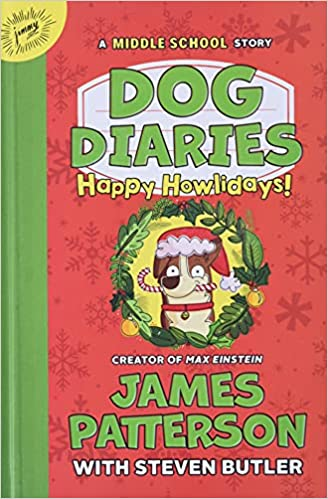 jimmy
A MIDDLE SCHOOL STORY
DOG
DIARIES
Happy Howlidays!
CREATOR OF MAX EINSTEIN
JAMES
PATTERSON
WITH STEVEN BUTLER